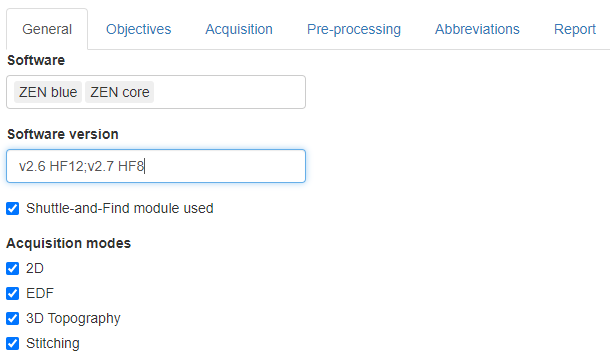 General Objectives Acquisition Pre-processing Abbreviations Report
Software
ZEN blue ZEN core
Software version
v2.6 HF12;v2.7 HF8
Shuttle-and-Find module used
Acquisition modes
2D
EDF
3D Topography
Stitching